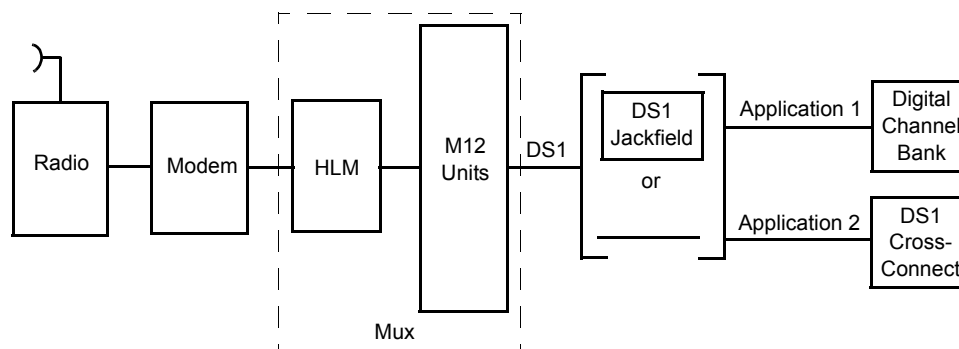 Radio
Modem
HLM
M12
Units
Mux
DS1
DS1
Jackfield
or
Application 1
Digital
Channel
Bank
Application 2
DS1
Cross-
Connect